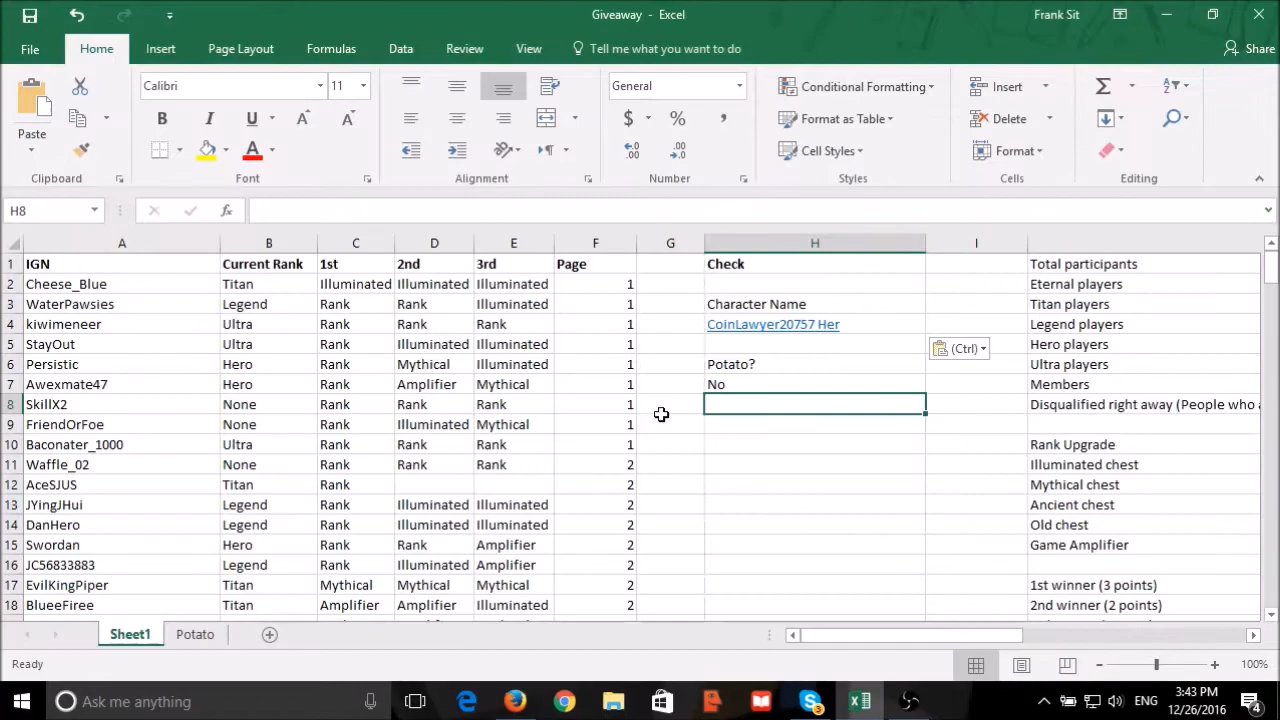 Giveaway - Excel
Frank Sit
File Home Insert Page Layout Formulas Data Review View Tell me what you want to do Share
Paste
Calibri 11
B I U A A A
General
$ % ,
Conditional Formatting
Format as Table
Cell Styles
Insert
Delete
Format
Clipboard Font Alignment Number Styles Cells Editing
H8 fx
A B C D E F G H I
1 IGN Current Rank 1st 2nd 3rd Page Check Total participants
2 Cheese_Blue Titan Illuminated Illuminated Illuminated 1 Eternal players
3 WaterPawsies Legend Rank Rank Illuminated 1 Character Name Titan players
4 kiwimeneer Ultra Rank Rank Rank 1 CoinLawyer20757 Her Legend players
5 StayOut Ultra Rank Illuminated Illuminated 1 Hero players
(Ctrl)
6 Persistic Hero Rank Mythical Illuminated 1 Potato? Ultra players
7 Awexmate47 Hero Rank Amplifier Mythical 1 No Members
8 SkillX2 None Rank Rank Rank 1 Disqualified right away (People who a
9 FriendOrFoe None Rank Illuminated Mythical 1
10 Baconater_1000 Ultra Rank Rank Rank 1 Rank Upgrade
11 Waffle_02 None Rank Rank Rank 2 Illuminated chest
12 AceSJUS Titan Rank 2 Mythical chest
13 JYingJHui Legend Rank Illuminated Illuminated 2 Ancient chest
14 DanHero Legend Rank Illuminated Illuminated 2 Old chest
15 Swordan Hero Rank Rank Amplifier 2 Game Amplifier
16 JC56833883 Legend Rank Illuminated Amplifier 2
17 EvilKingPiper Titan Mythical Mythical Mythical 2 1st winner (3 points)
18 BlueeFiree Titan Amplifier Amplifier Illuminated 2 2nd winner (2 points)
Sheet1 Potato
Ready 100%
Ask me anything
ENG
3:43 PM
12/26/2016
3
4